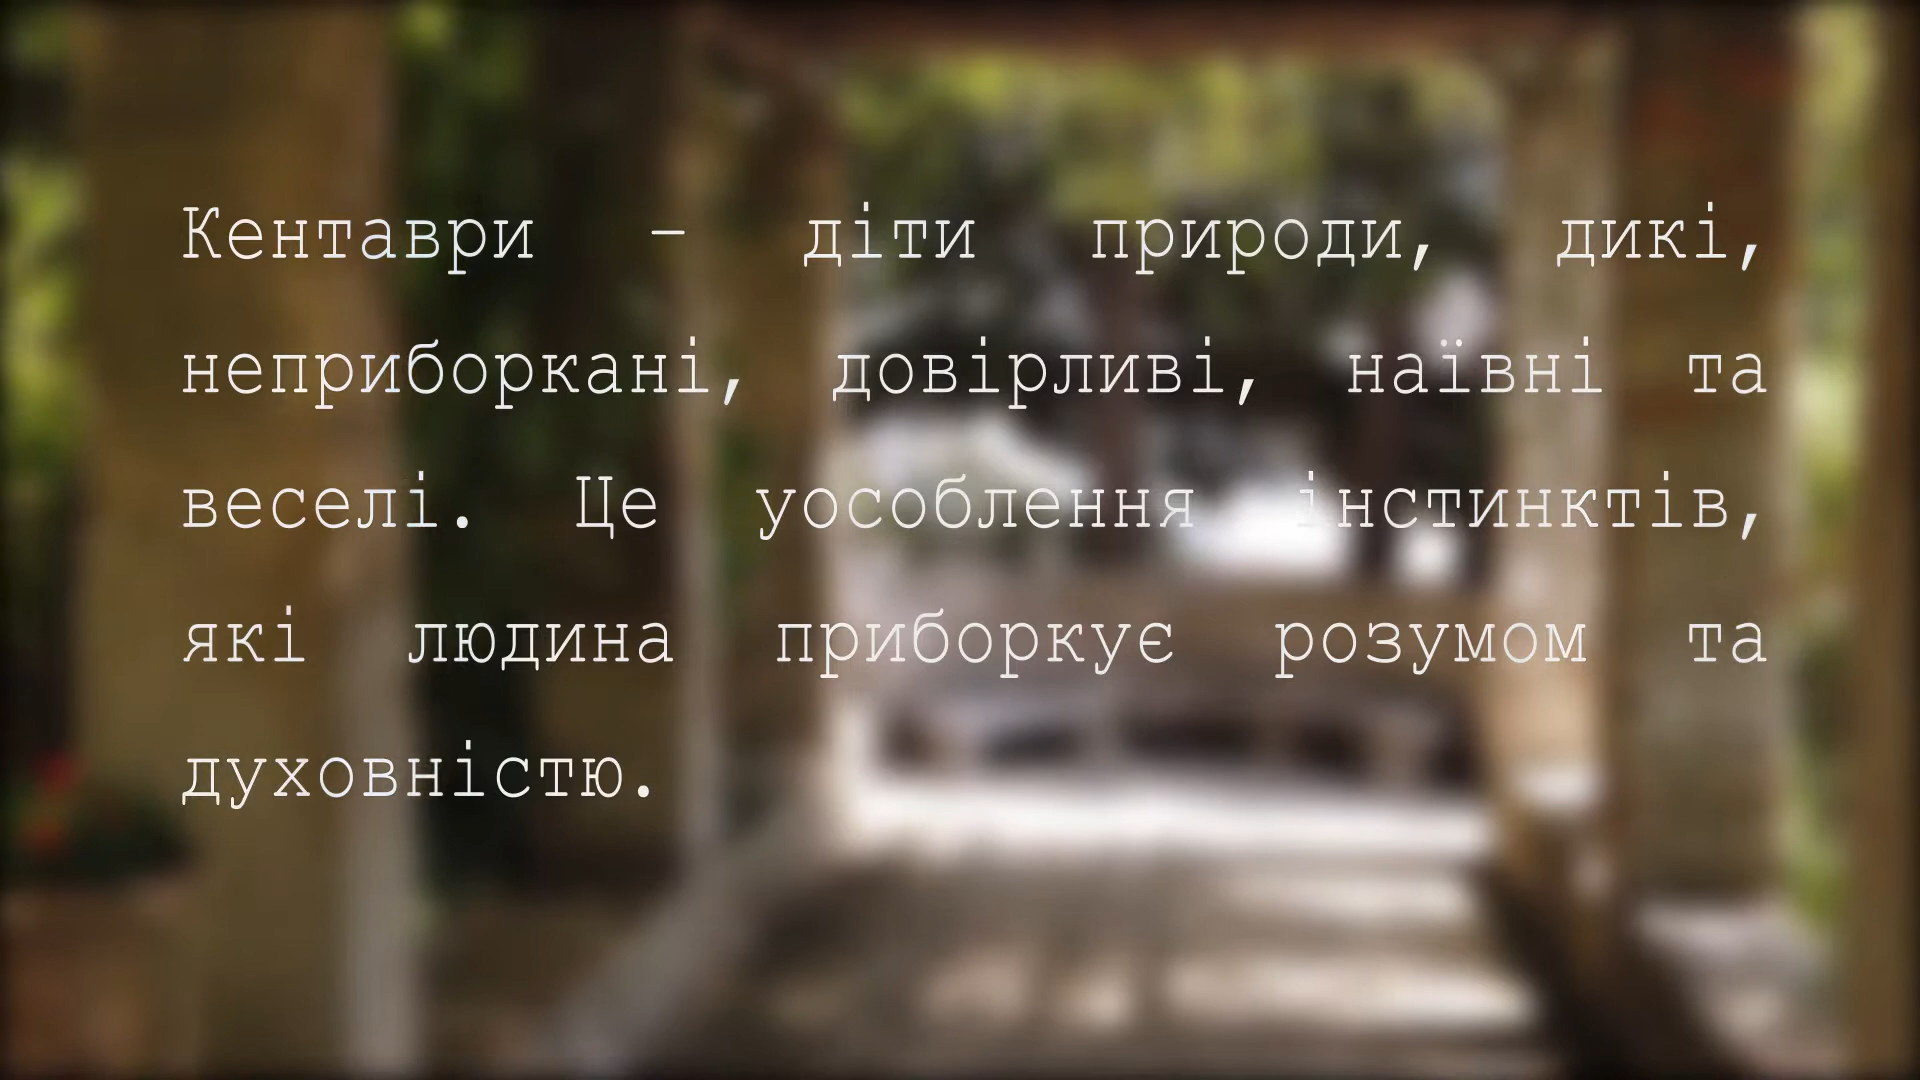 Кентаври – діти природи, дикі,
неприборкані, довірливі, наївні та
веселі. Це уособлення інстинктів,
які людина приборкує розумом та
духовністю.